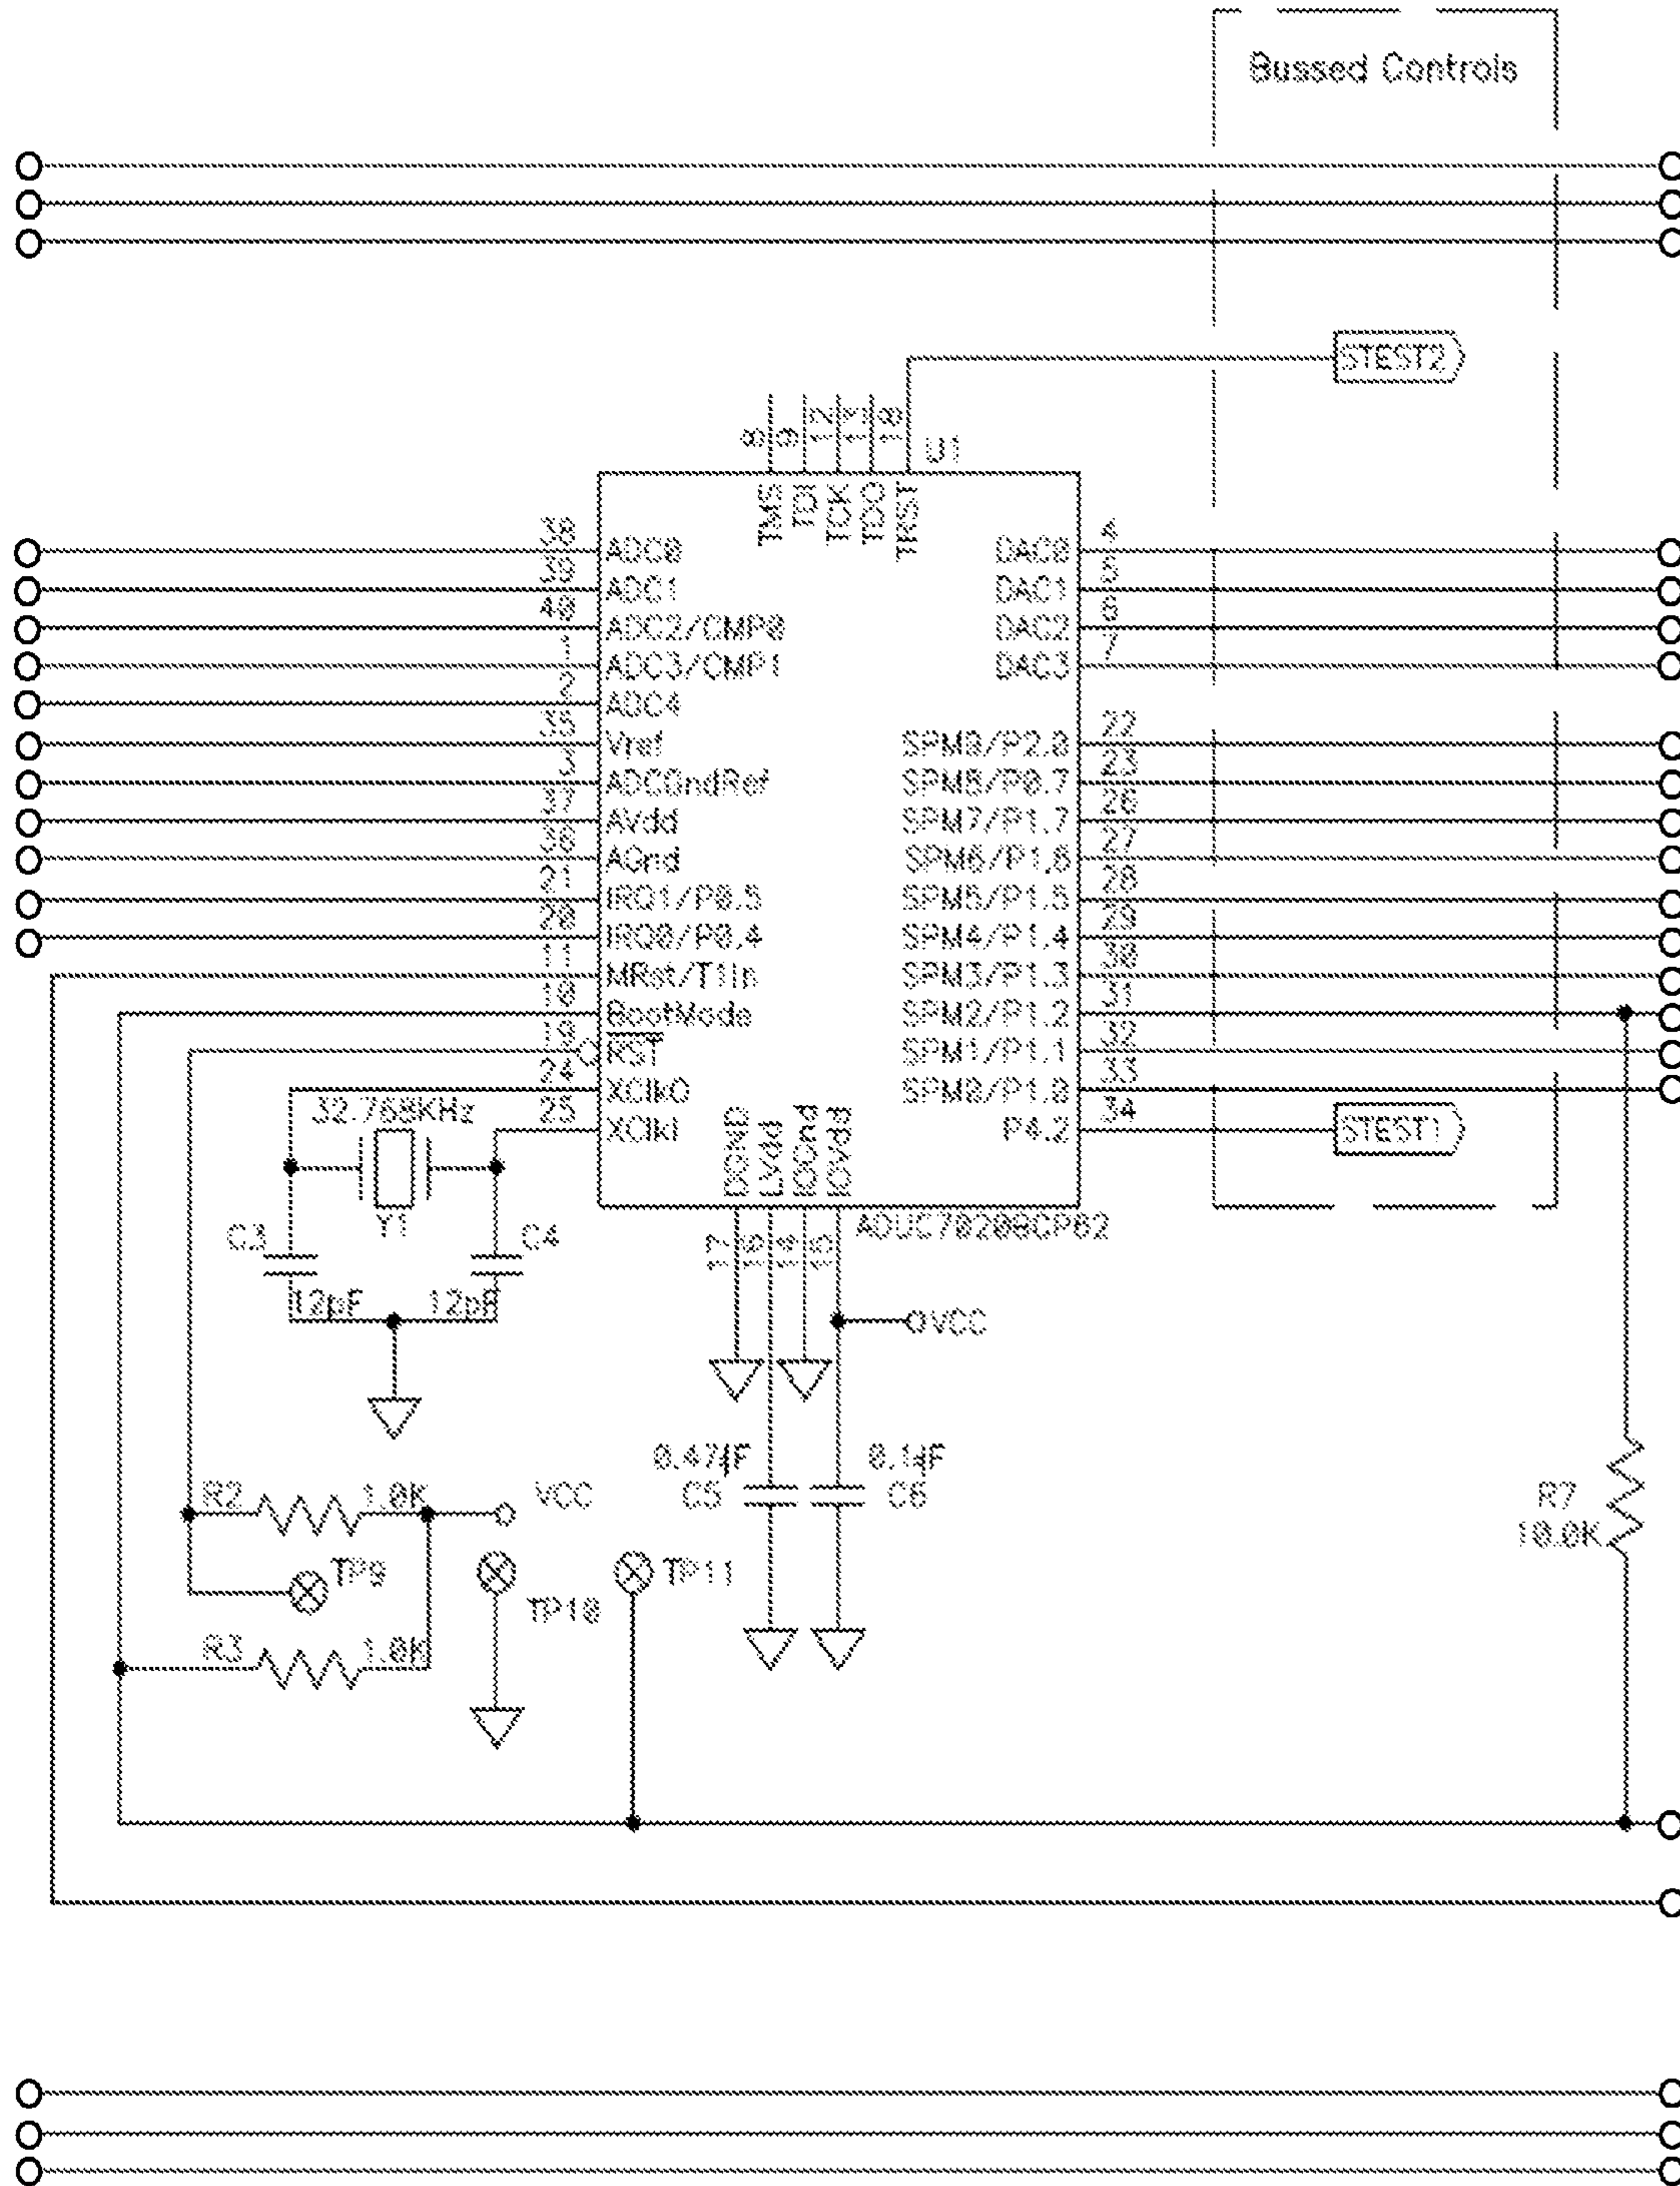 Bussed Controls
STEST2
8
9
12
13
18
U1
TMS
TDI
TCK
TDO
TRST
38
ADC0
39
ADC1
40
ADC2/CMP0
1
ADC3/CMP1
2
ADC4
35
Vref
3
ADCGndRef
37
AVdd
36
AGnd
21
IRQ1/P0.5
20
IRQ0/P0.4
11
MRst/T1In
10
BootMode
19
RST
24
XClkO
25
XClkI
4
DAC0
5
DAC1
6
DAC2
7
DAC3
22
SPM9/P2.0
23
SPM8/P0.7
26
SPM7/P1.7
27
SPM6/P1.6
28
SPM5/P1.5
29
SPM4/P1.4
30
SPM3/P1.3
31
SPM2/P1.2
32
SPM1/P1.1
33
SPM0/P1.0
34
P4.2
STEST1
DGND
LVdd
IOGnd
IOVdd
17
16
14
15
ADUC7020BCP62
32.768KHz
Y1
C3
12pF
C4
12pF
VCC
0.47µF
C5
0.1µF
C6
R2
1.0K
VCC
TP9
TP10
TP11
R3
1.0K
R7
10.0K